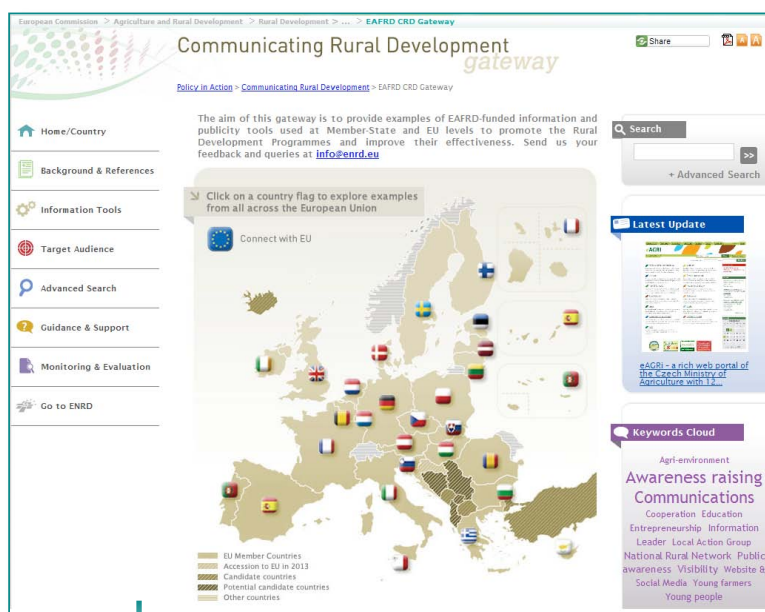 European Commission > Agriculture and Rural Development > Rural Development > ... > EAFRD CRD Gateway
Communicating Rural Development
gateway
Share
A A
Policy in Action > Communicating Rural Development > EAFRD CRD Gateway
The aim of this gateway is to provide examples of EAFRD-funded information and
publicity tools used at Member-State and EU levels to promote the Rural
Development Programmes and improve their effectiveness. Send us your
feedback and queries at info@enrd.eu
Home/Country
Background & References
Information Tools
Target Audience
Advanced Search
Guidance & Support
Monitoring & Evaluation
Go to ENRD
Click on a country flag to explore examples
from all across the European Union
Connect with EU
EU Member Countries
Accession to EU in 2013
Candidate countries
Potential candidate countries
Other countries
Search
>>
+ Advanced Search
Latest Update
eAGRI - a rich web portal of
the Czech Ministry of
Agriculture with 12...
Keywords Cloud
Agri-environment
Awareness raising
Communications
Cooperation Education
Entrepreneurship Information
Leader Local Action Group
National Rural Network Public
awareness Visibility Website &
Social Media Young farmers
Young people